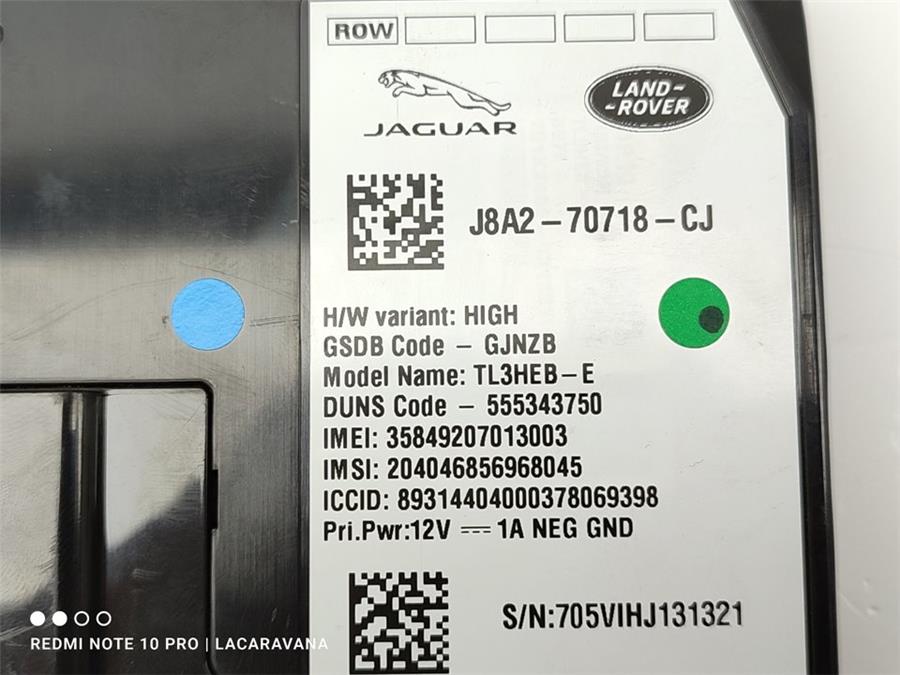 ROW
JAGUAR
LAND-
-ROVER
J8A2-70718-CJ
H/W variant: HIGH
GSDB Code - GJNZB
Model Name: TL3HEB-E
DUNS Code - 555343750
IMEI: 35849207013003
IMSI: 204046856968045
ICCID: 89314404000378069398
Pri.Pwr:12V ⎓ 1A NEG GND
S/N:705VIHJ131321
REDMI NOTE 10 PRO | LACARAVANA